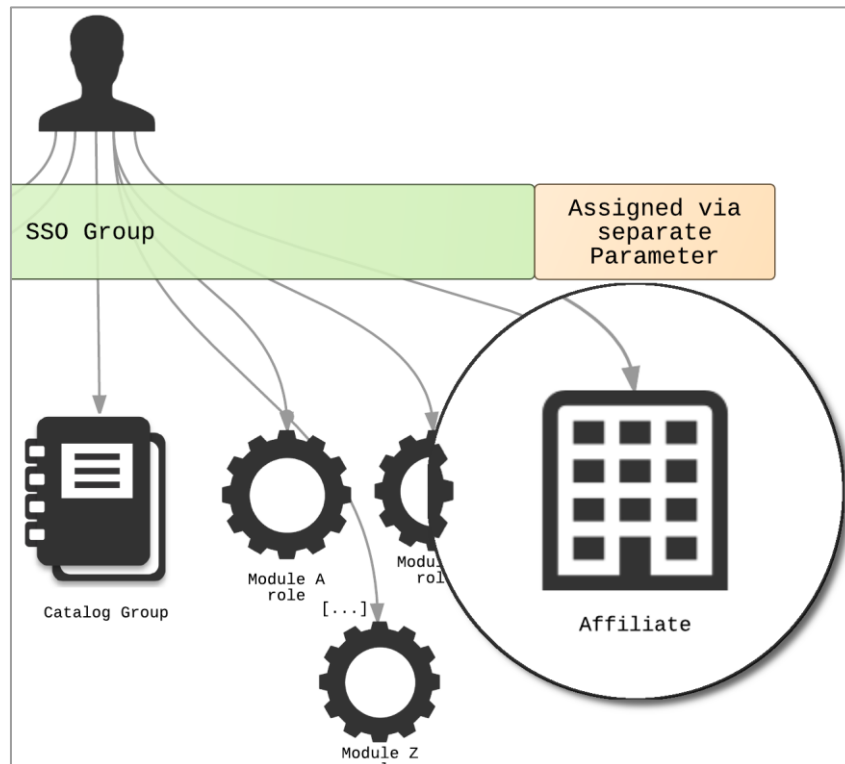 SSO Group
Assigned via
separate
Parameter
Module A
role
[...]
Catalog Group
Affiliate
Module Z